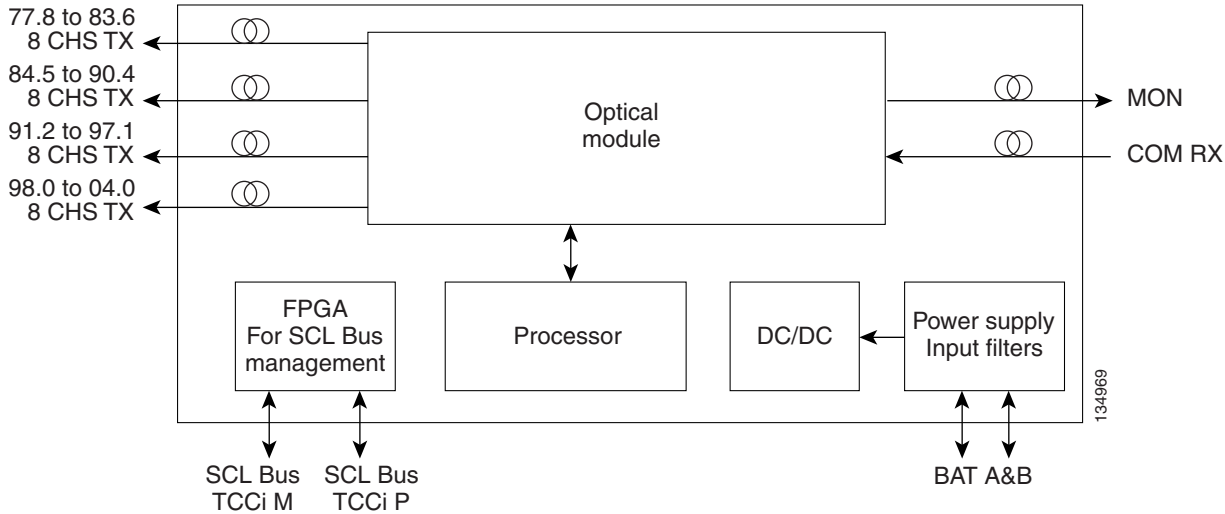 77.8 to 83.6
8 CHS TX
84.5 to 90.4
8 CHS TX
91.2 to 97.1
8 CHS TX
98.0 to 04.0
8 CHS TX
Optical
module
MON
COM RX
FPGA
For SCL Bus
management
Processor
DC/DC
Power supply
Input filters
134969
SCL Bus
TCCi M
SCL Bus
TCCi P
BAT A&B